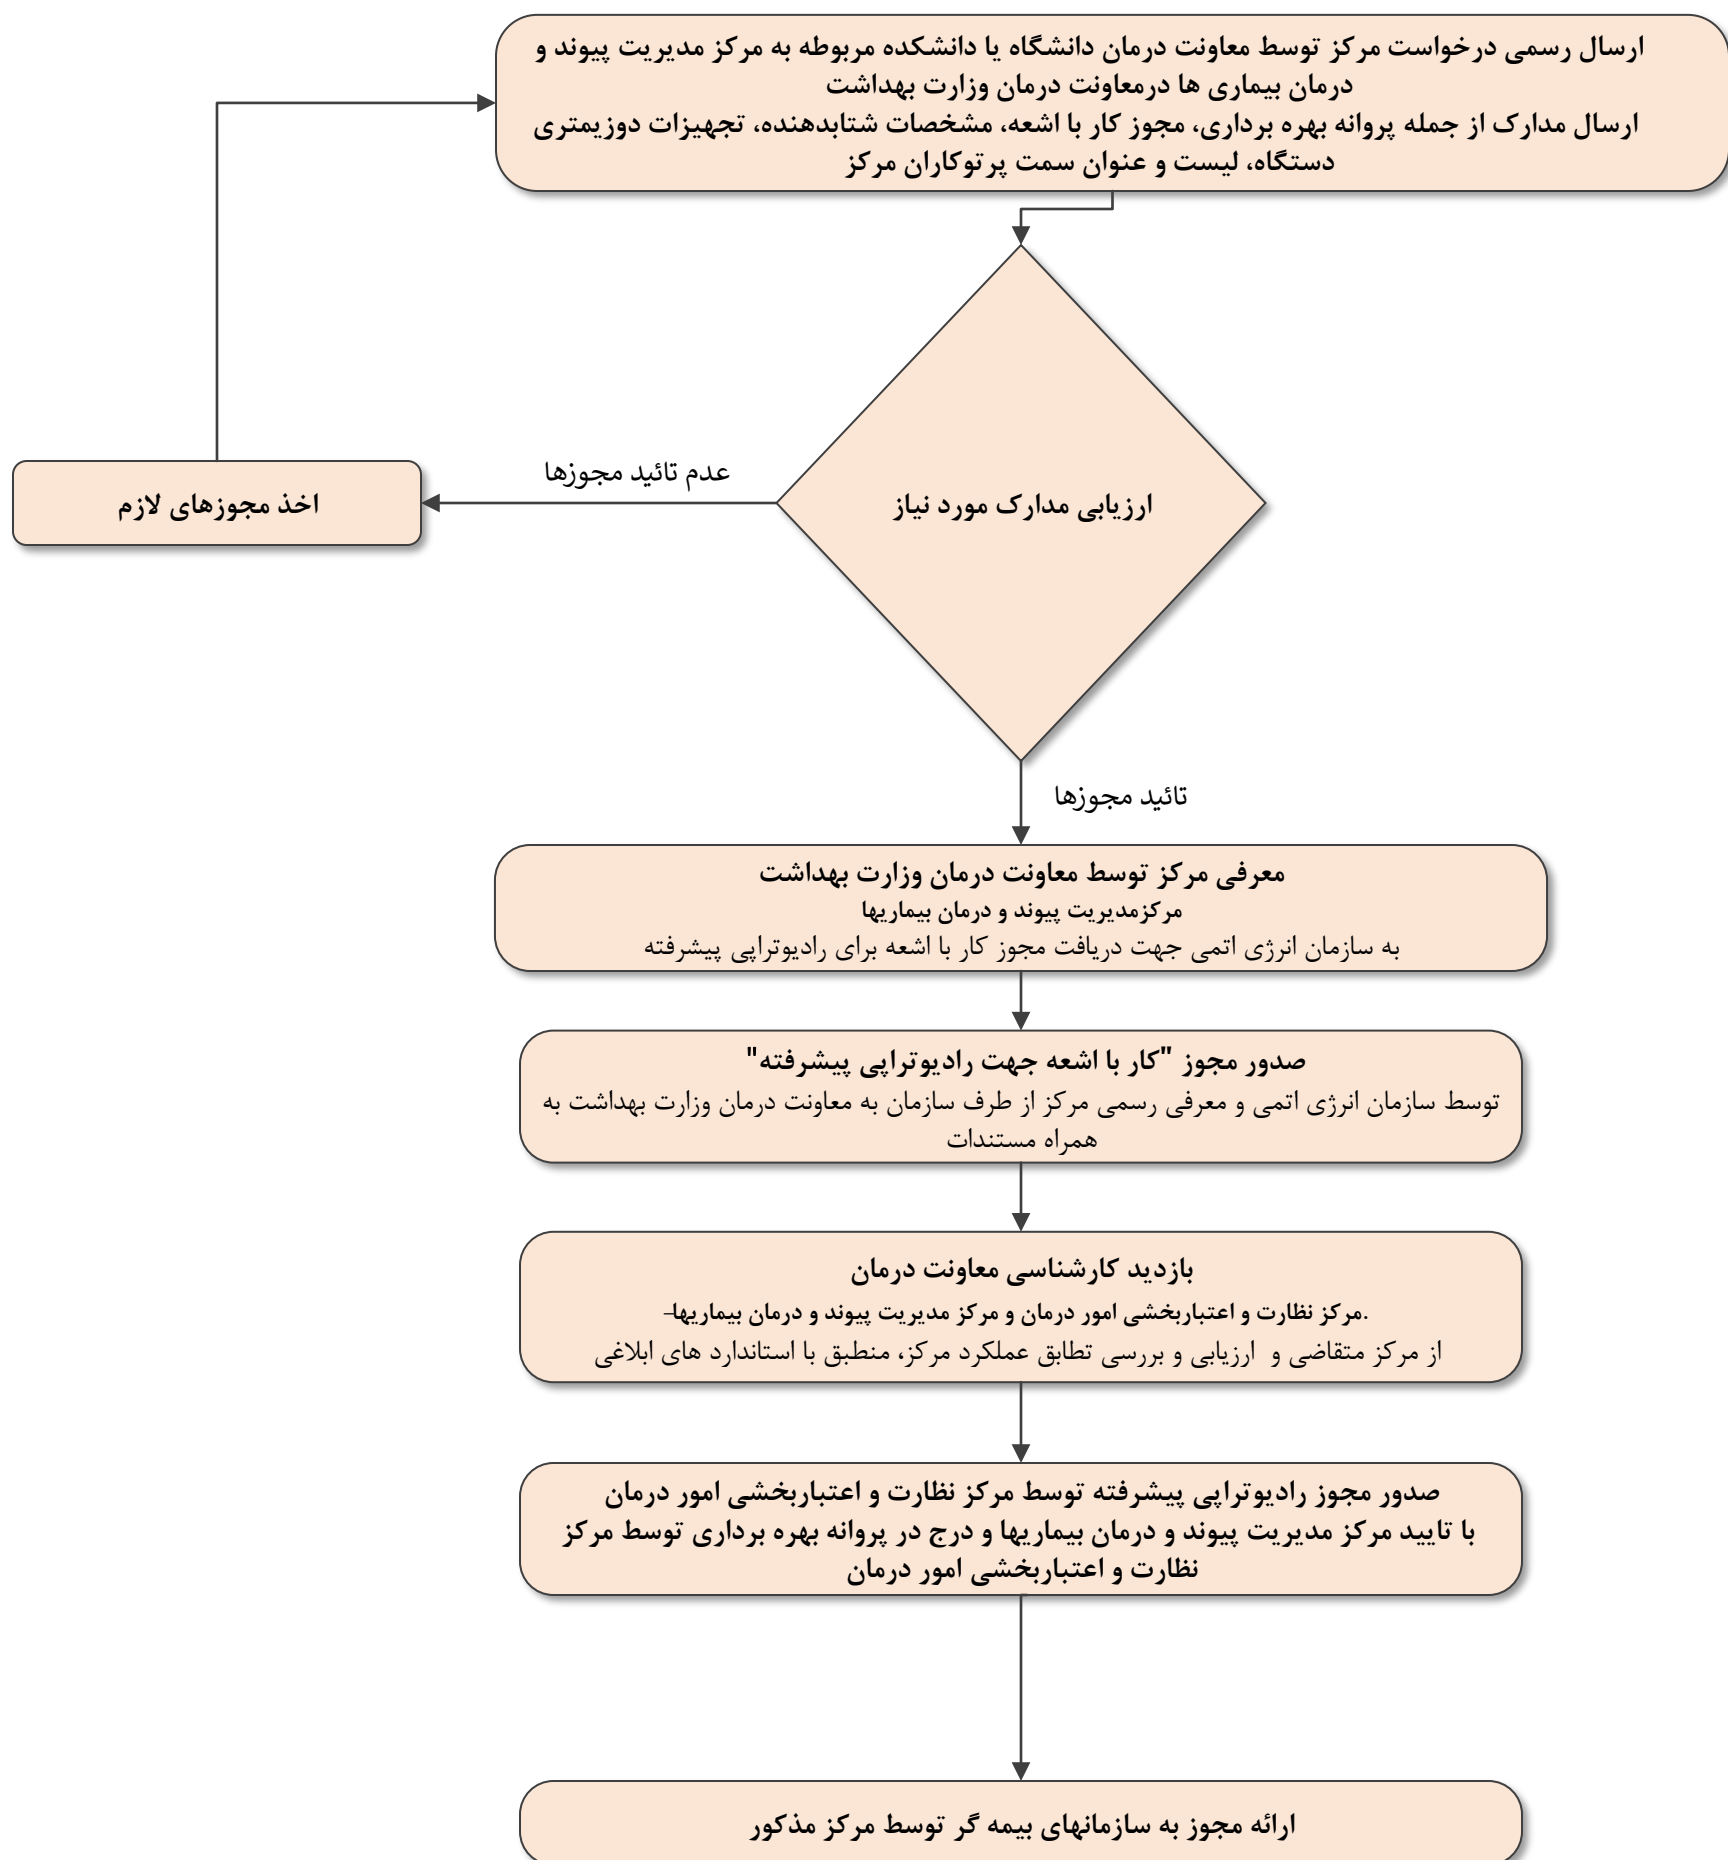 ارسال رسمی درخواست مرکز توسط معاونت درمان دانشگاه یا دانشکده مربوطه به مرکز مدیریت پیوند و
درمان بیماری ها درمعاونت درمان وزارت بهداشت
ارسال مدارک از جمله پروانه بهره برداری، مجوز کار با اشعه، مشخصات شتابدهنده، تجهیزات دوزیمتری
دستگاه، لیست و عنوان سمت پرتوکاران مرکز
ارزیابی مدارک مورد نیاز
عدم تائید مجوزها
اخذ مجوزهای لازم
تائید مجوزها
معرفی مرکز توسط معاونت درمان وزارت بهداشت
مرکزمدیریت پیوند و درمان بیماریها
به سازمان انرژی اتمی جهت دریافت مجوز کار با اشعه برای رادیوتراپی پیشرفته
صدور مجوز "کار با اشعه جهت رادیوتراپی پیشرفته"
توسط سازمان انرژی اتمی و معرفی رسمی مرکز از طرف سازمان به معاونت درمان وزارت بهداشت به
همراه مستندات
بازدید کارشناسی معاونت درمان
.مرکز نظارت و اعتباربخشی امور درمان و مرکز مدیریت پیوند و درمان بیماریها–
از مرکز متقاضی و ارزیابی و بررسی تطابق عملکرد مرکز، منطبق با استاندارد های ابلاغی
صدور مجوز رادیوتراپی پیشرفته توسط مرکز نظارت و اعتباربخشی امور درمان
با تایید مرکز مدیریت پیوند و درمان بیماریها و درج در پروانه بهره برداری توسط مرکز
نظارت و اعتباربخشی امور درمان
ارائه مجوز به سازمانهای بیمه گر توسط مرکز مذکور